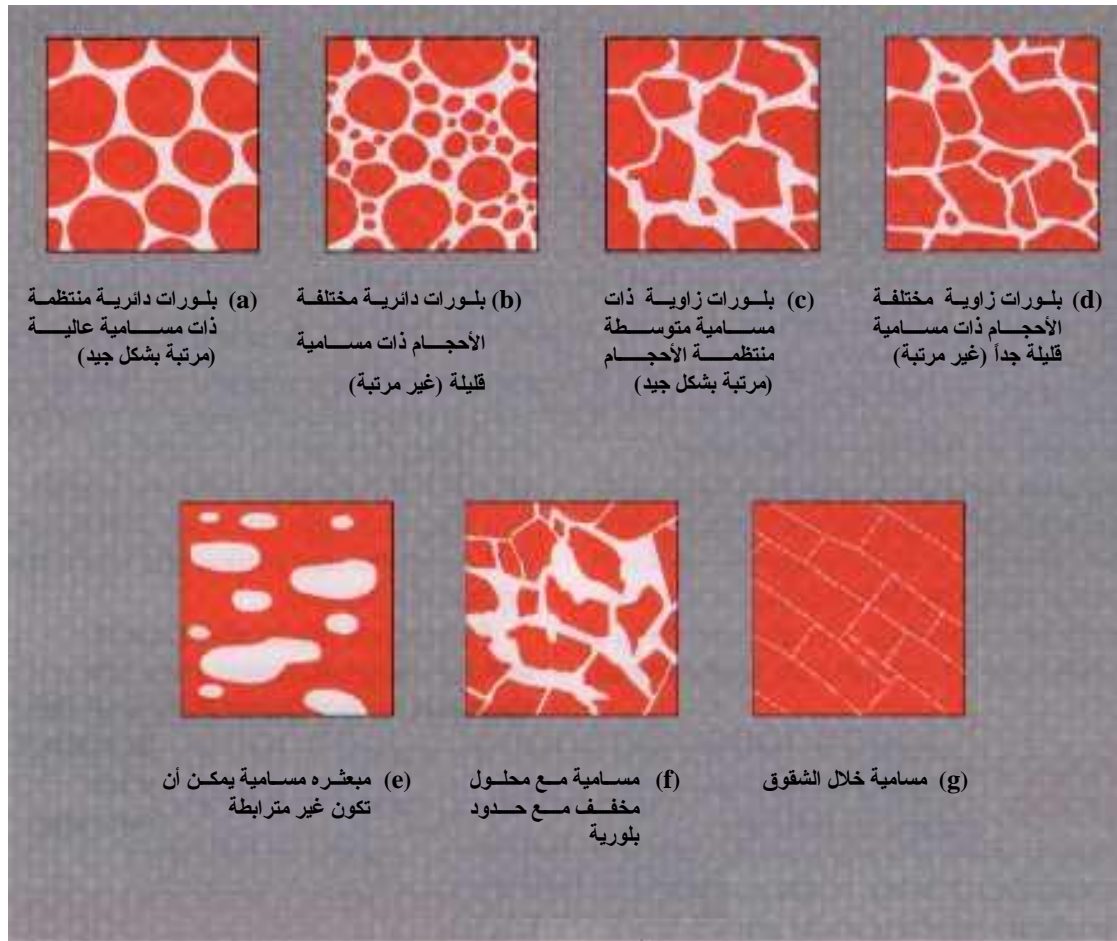 (a) بلورات دائرية منتظمة
ذات مسامية عالية
(مرتبة بشكل جيد)
(b) بلورات دائرية مختلفة
الأحجام ذات مسامية
قليلة (غير مرتبة)
(c) بلورات زاوية ذات
مسامية متوسطة
منتظمة الأحجام
(مرتبة بشكل جيد)
(d) بلورات زاوية مختلفة
الأحجام ذات مسامية
قليلة جداً (غير مرتبة)
(e) مبعثره مسامية يمكن أن
تكون غير مترابطة
(f) مسامية مع محلول
مخفف مع حدود
بلورية
(g) مسامية خلال الشقوق